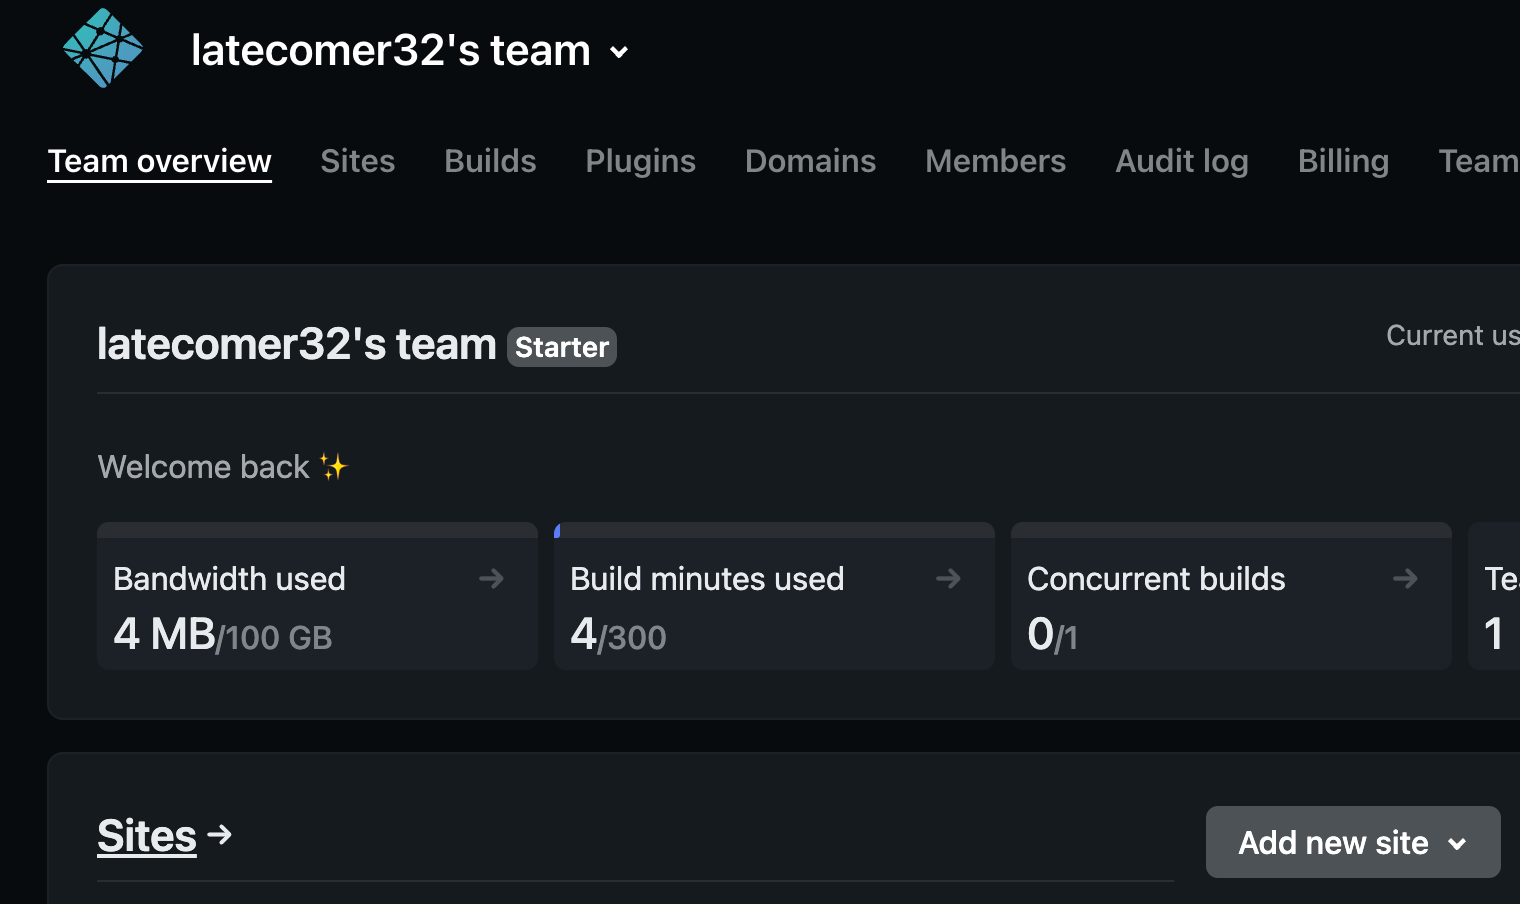 latecomer32's team
Team overview Sites Builds Plugins Domains Members Audit log Billing Team
latecomer32's team Starter
Current us
Welcome back ✨
Bandwidth used → Build minutes used → Concurrent builds → Te
4 MB/100 GB 4/300 0/1 1
Sites →
Add new site